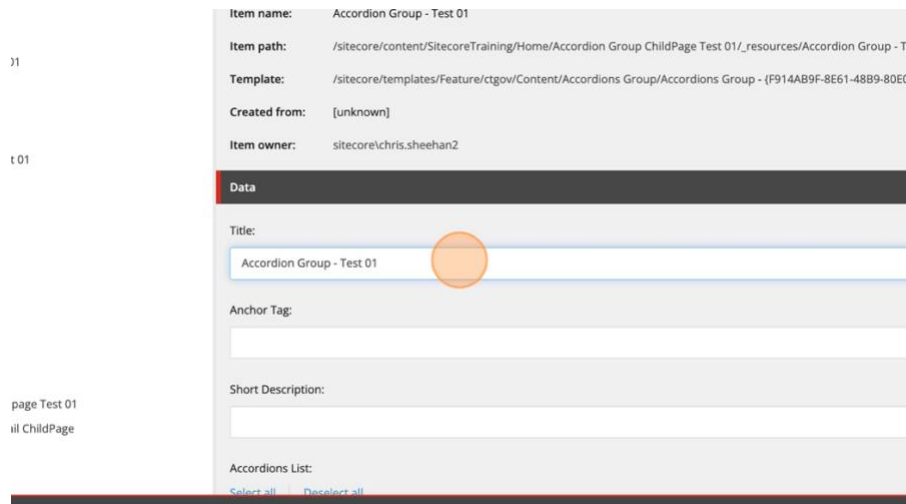 Item name: Accordion Group - Test 01
Item path: /sitecore/content/SitecoreTraining/Home/Accordion Group ChildPage Test 01/_resources/Accordion Group - T
01
Template: /sitecore/templates/Feature/ctgov/Content/Accordions Group/Accordions Group - {F914AB9F-8E61-48B9-80E0
Created from: [unknown]
Item owner: sitecore\chris.sheehan2
t 01
Data
Title:
Accordion Group - Test 01
Anchor Tag:
Short Description:
page Test 01
ail ChildPage
Accordions List:
Select all Deselect all